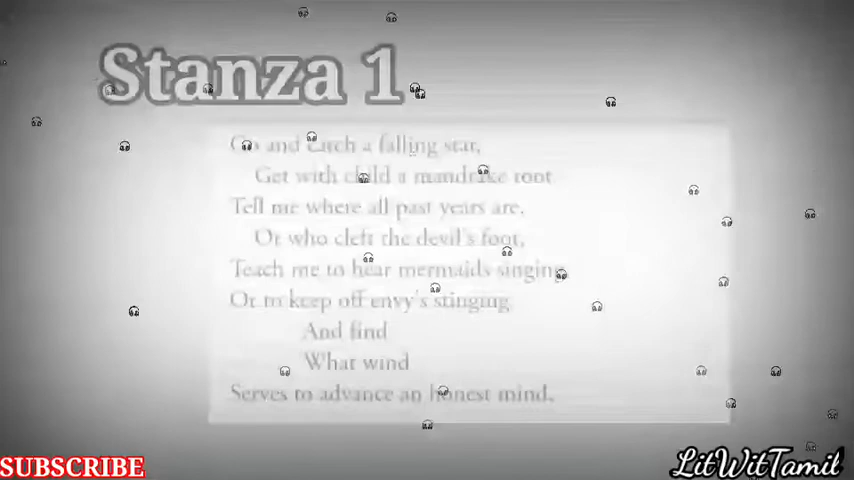 Stanza 1
Go and catch a falling star,
Get with child a mandrake root
Tell me where all past years are,
Or who cleft the devil's foot,
Teach me to hear mermaids singing,
Or to keep off envy's stinging,
And find
What wind
Serves to advance an honest mind.
SUBSCRIBE
LitWitTamil